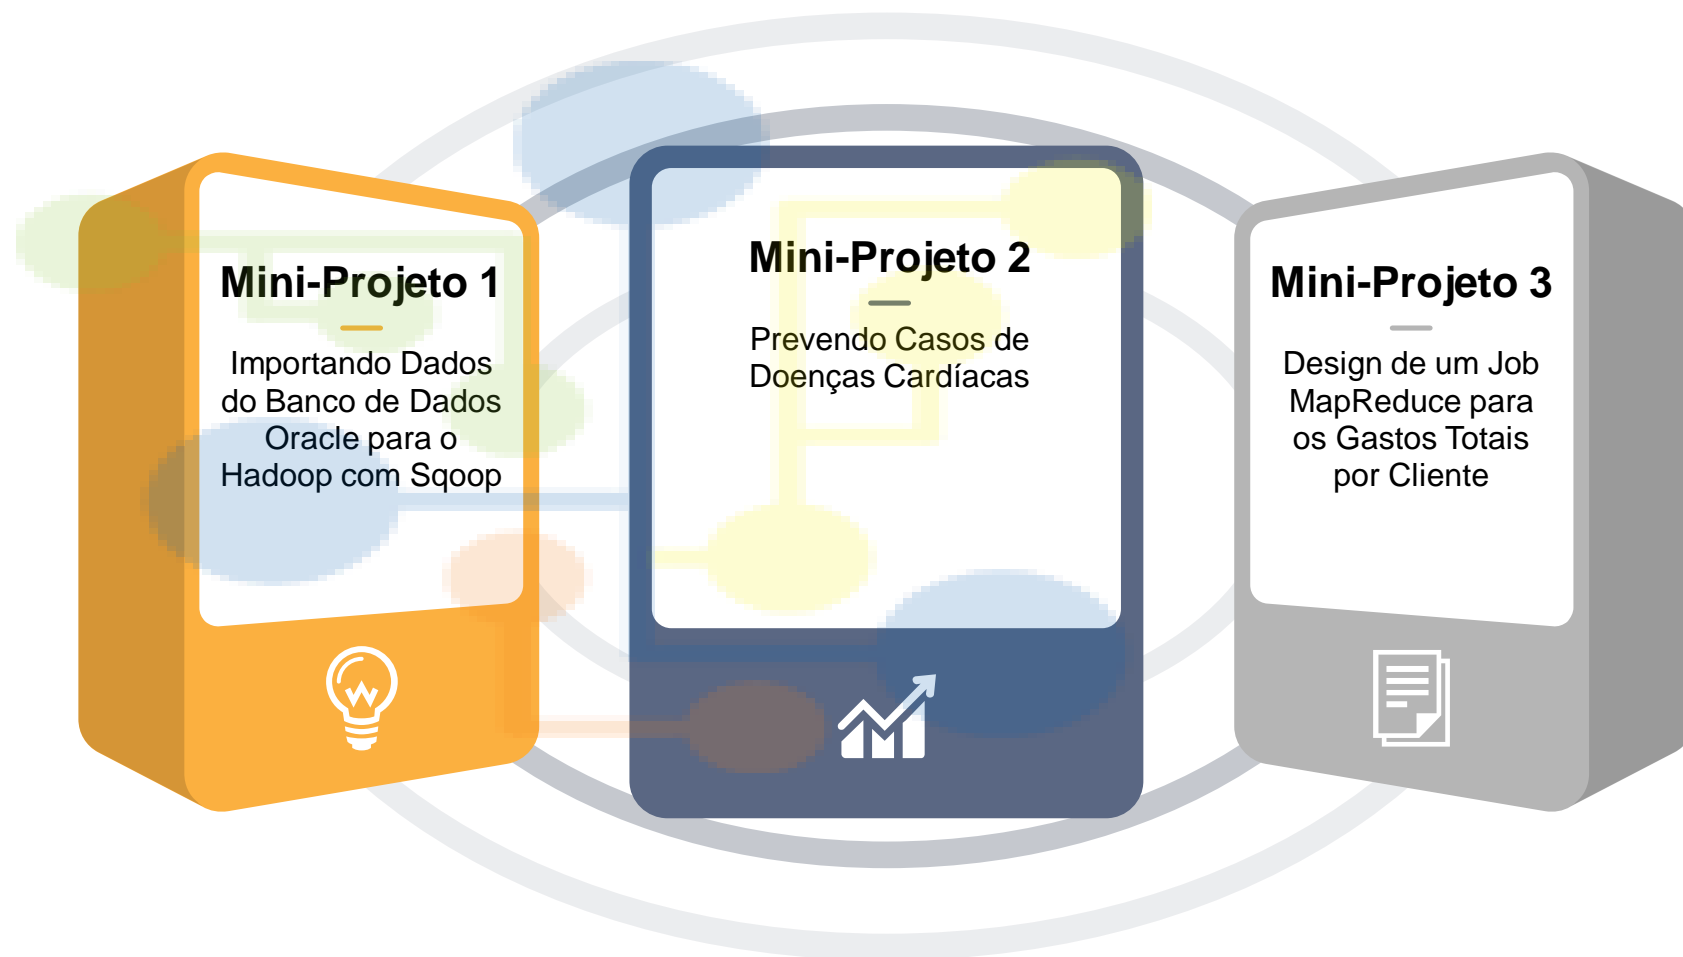 Mini-Projeto 1
Importando Dados
do Banco de Dados
Oracle para o
Hadoop com Sqoop
Mini-Projeto 2
Prevendo Casos de
Doenças Cardíacas
Mini-Projeto 3
Design de um Job
MapReduce para
os Gastos Totais
por Cliente